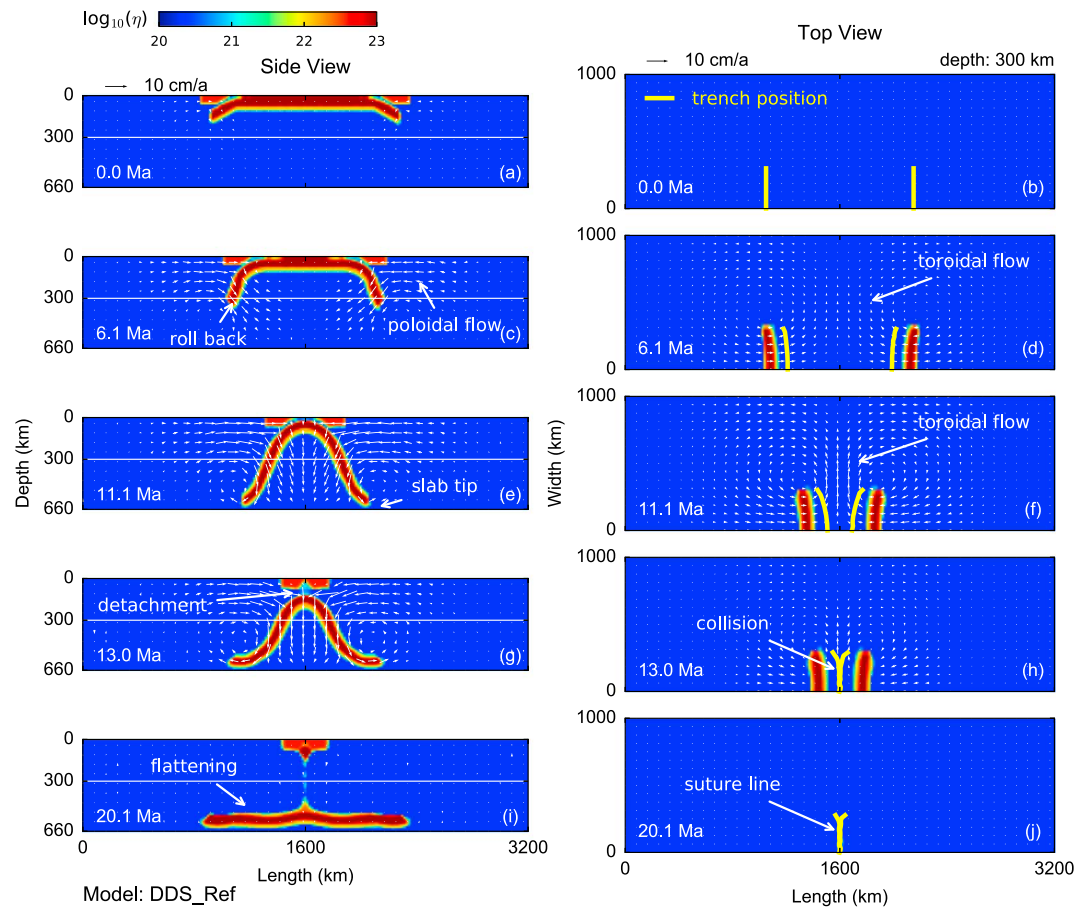 log₁₀(η)
20 21 22 23
Side View
10 cm/a
0
300
660
0.0 Ma
(a)
0
300
660
6.1 Ma
roll back
poloidal flow
(c)
0
300
660
11.1 Ma
slab tip
(e)
0
300
660
detachment
13.0 Ma
(g)
0
300
660
flattening
20.1 Ma
(i)
Depth (km)
0 1600 3200
Length (km)
Model: DDS_Ref
Top View
10 cm/a
depth: 300 km
1000
0
trench position
0.0 Ma
(b)
1000
0
toroidal flow
6.1 Ma
(d)
1000
0
toroidal flow
11.1 Ma
(f)
1000
0
collision
13.0 Ma
(h)
1000
0
suture line
20.1 Ma
(j)
Width (km)
0 1600 3200
Length (km)